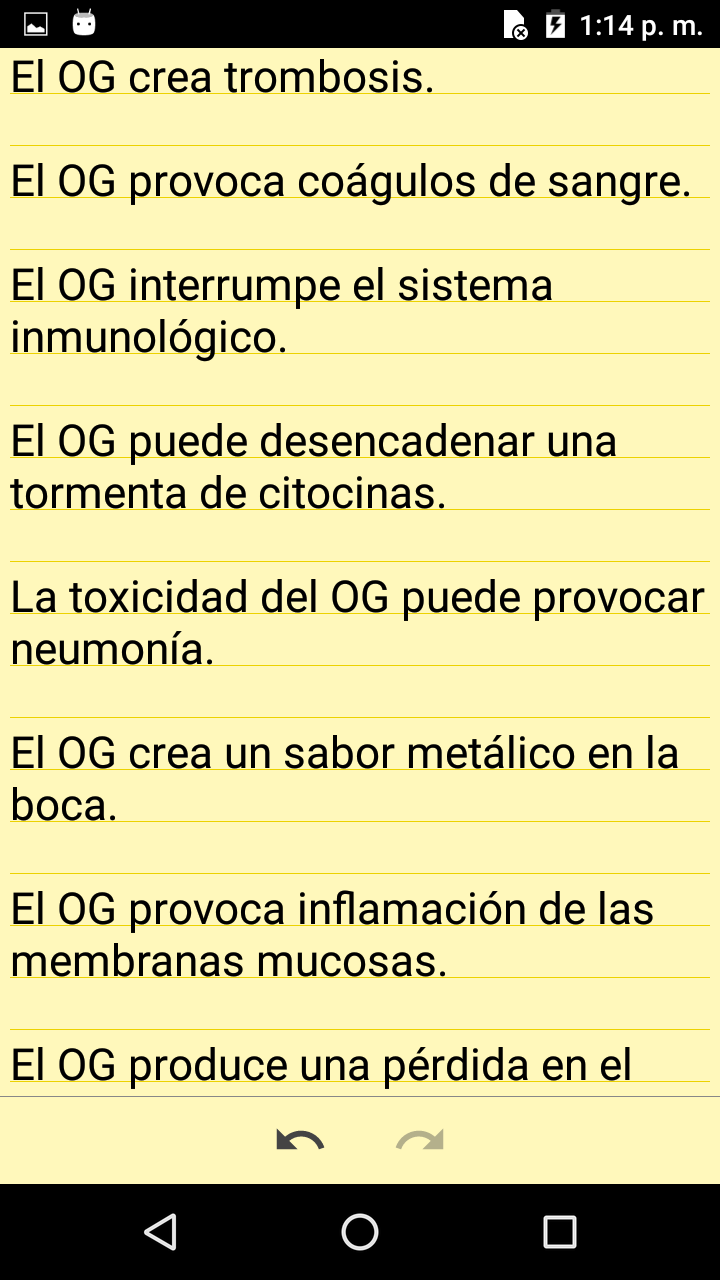 1:14 p. m.
El OG crea trombosis.
El OG provoca coágulos de sangre.
El OG interrumpe el sistema
inmunológico.
El OG puede desencadenar una
tormenta de citocinas.
La toxicidad del OG puede provocar
neumonía.
El OG crea un sabor metálico en la
boca.
El OG provoca inflamación de las
membranas mucosas.
El OG produce una pérdida en el